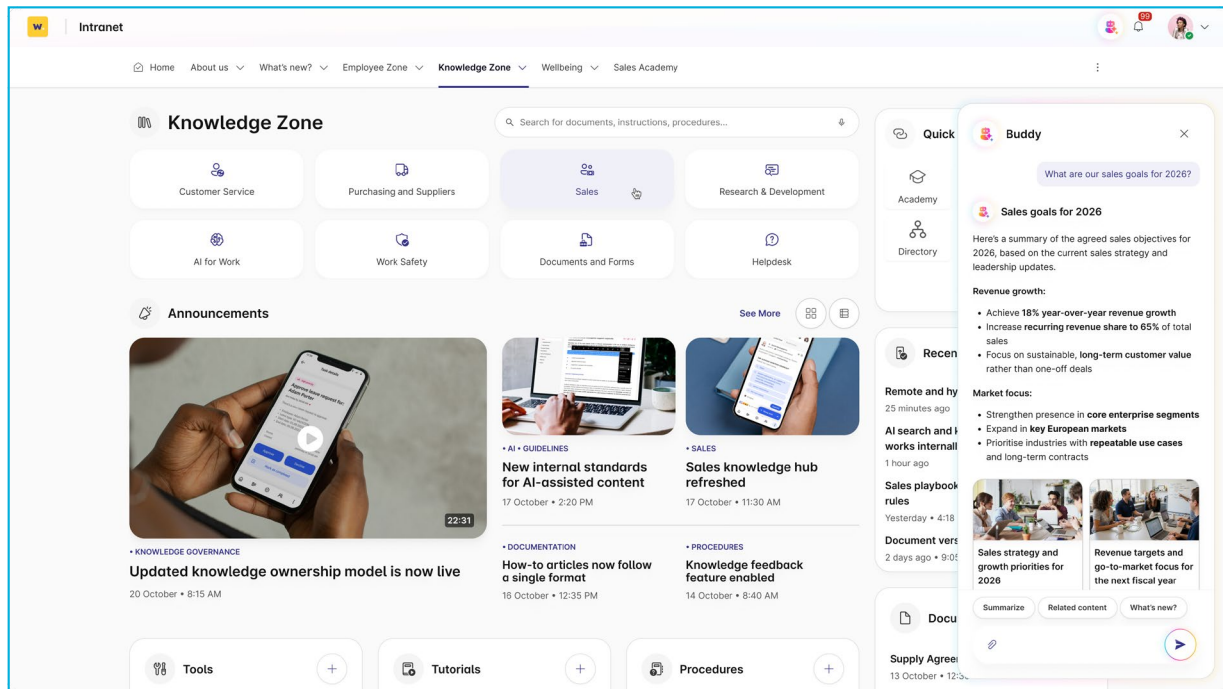 w.
Intranet
99
Home
About us
What's new?
Employee Zone
Knowledge Zone
Wellbeing
Sales Academy
Knowledge Zone
Search for documents, instructions, procedures...
Customer Service
Purchasing and Suppliers
Sales
Research & Development
AI for Work
Work Safety
Documents and Forms
Helpdesk
Announcements
See More
22:31
• KNOWLEDGE GOVERNANCE
Updated knowledge ownership model is now live
20 October • 8:15 AM
• AI • GUIDELINES
New internal standards
for AI-assisted content
17 October • 2:20 PM
• SALES
Sales knowledge hub
refreshed
17 October • 11:30 AM
• DOCUMENTATION
How-to articles now follow
a single format
16 October • 12:35 PM
• PROCEDURES
Knowledge feedback
feature enabled
14 October • 8:40 AM
Tools
Tutorials
Procedures
Quick
Academy
Directory
Remote and
25 minutes ago
AI search and
1 hour ago
Sales playbook
rules
Yesterday • 4:18
2 days ago • 9:05
Supply
13 October
Buddy
What are our sales goals for 2026?
Sales goals for 2026
Here's a summary of the agreed sales objectives for
2026, based on the current sales strategy and
leadership updates.
Revenue growth:
• Achieve 18% year-over-year revenue growth
• Increase recurring revenue share to 65% of total
sales
• Focus on sustainable, long-term customer value
rather than one-off deals
Market focus:
• Strengthen presence in core enterprise segments
• Expand in key European markets
• Prioritise industries with repeatable use cases
and long-term contracts
Sales strategy and
growth priorities for
2026
Revenue targets and
go-to-market focus for
the next fiscal year
Summarize
Related content
What's new?